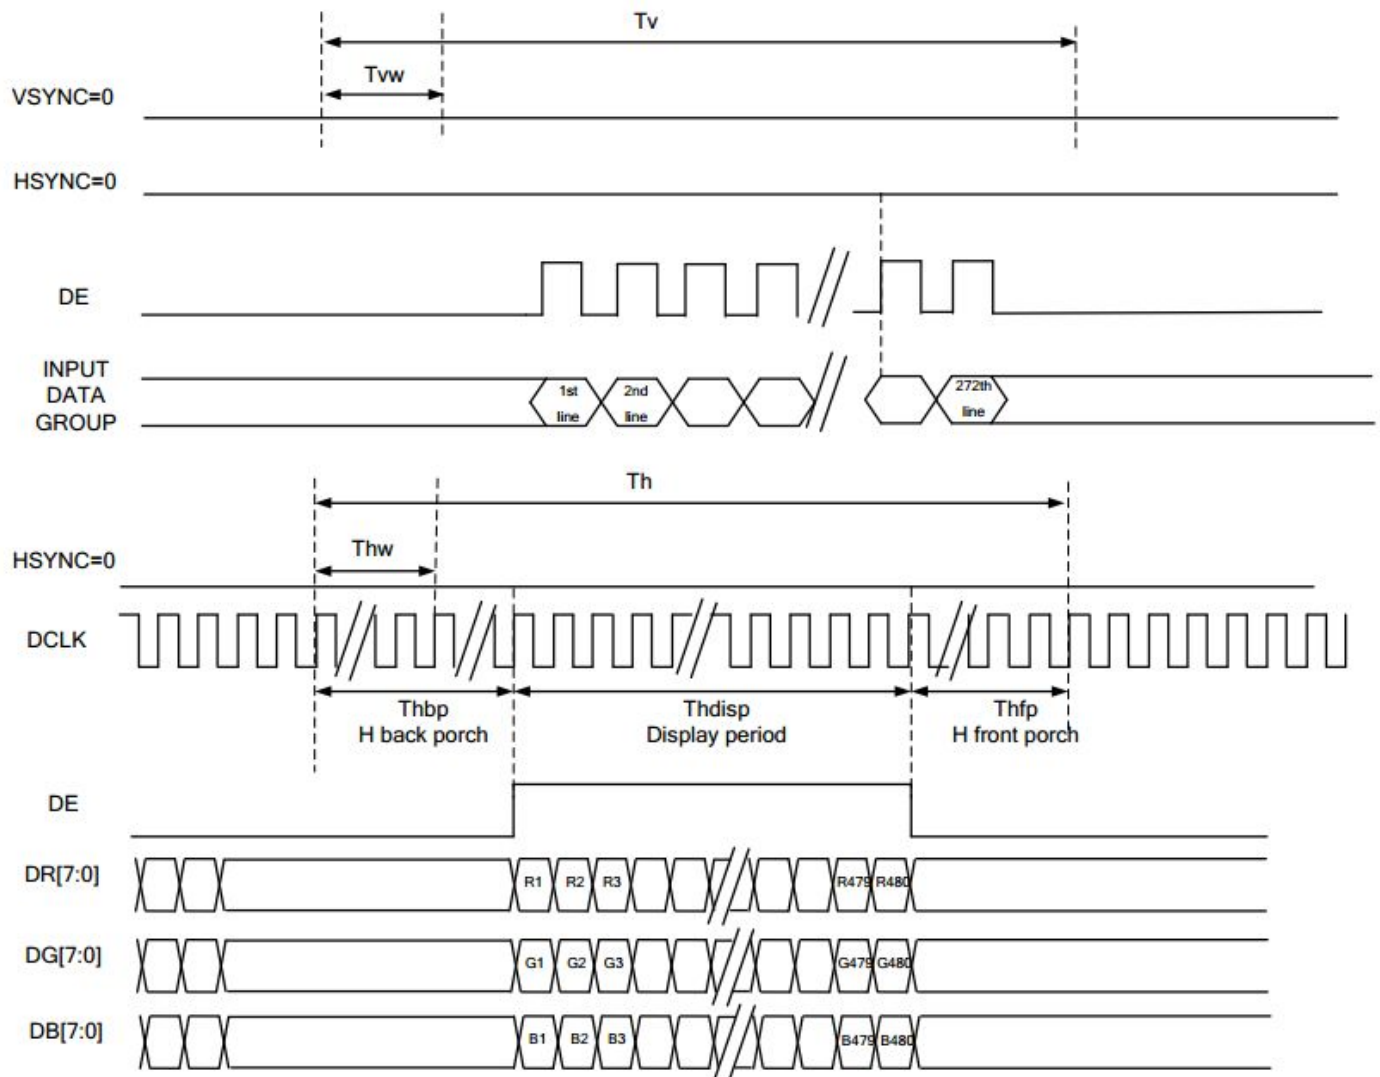 Tv
Tvw
VSYNC=0
HSYNC=0
DE
INPUT
DATA
GROUP
1st
line
2nd
line
272th
line
Th
Thw
HSYNC=0
DCLK
Thbp
H back porch
Thdisp
Display period
Thfp
H front porch
DE
DR[7:0]
R1 R2 R3 R479 R480
DG[7:0]
G1 G2 G3 G479 G480
DB[7:0]
B1 B2 B3 B479 B480